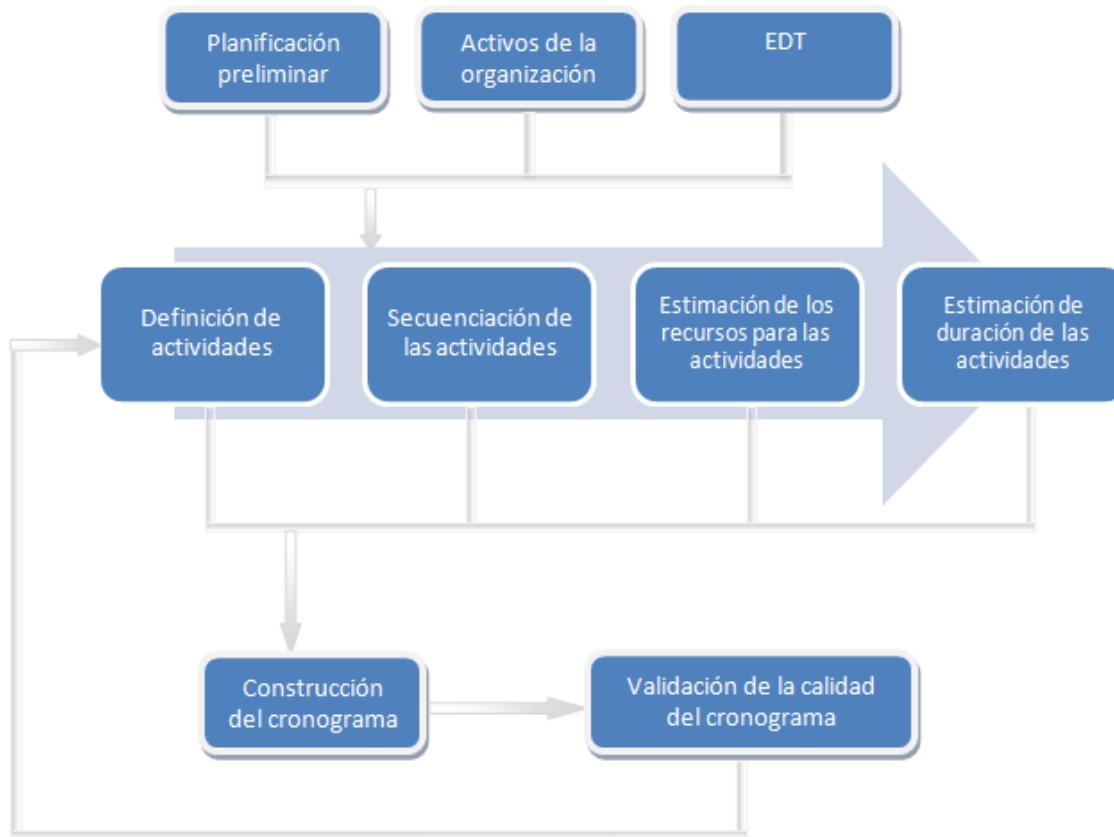 Planificación
preliminar
Activos de la
organización
EDT
Definición de
actividades
Secuenciación de
las actividades
Estimación de los
recursos para las
actividades
Estimación de
duración de las
actividades
Construcción
del cronograma
Validación de la calidad
del cronograma